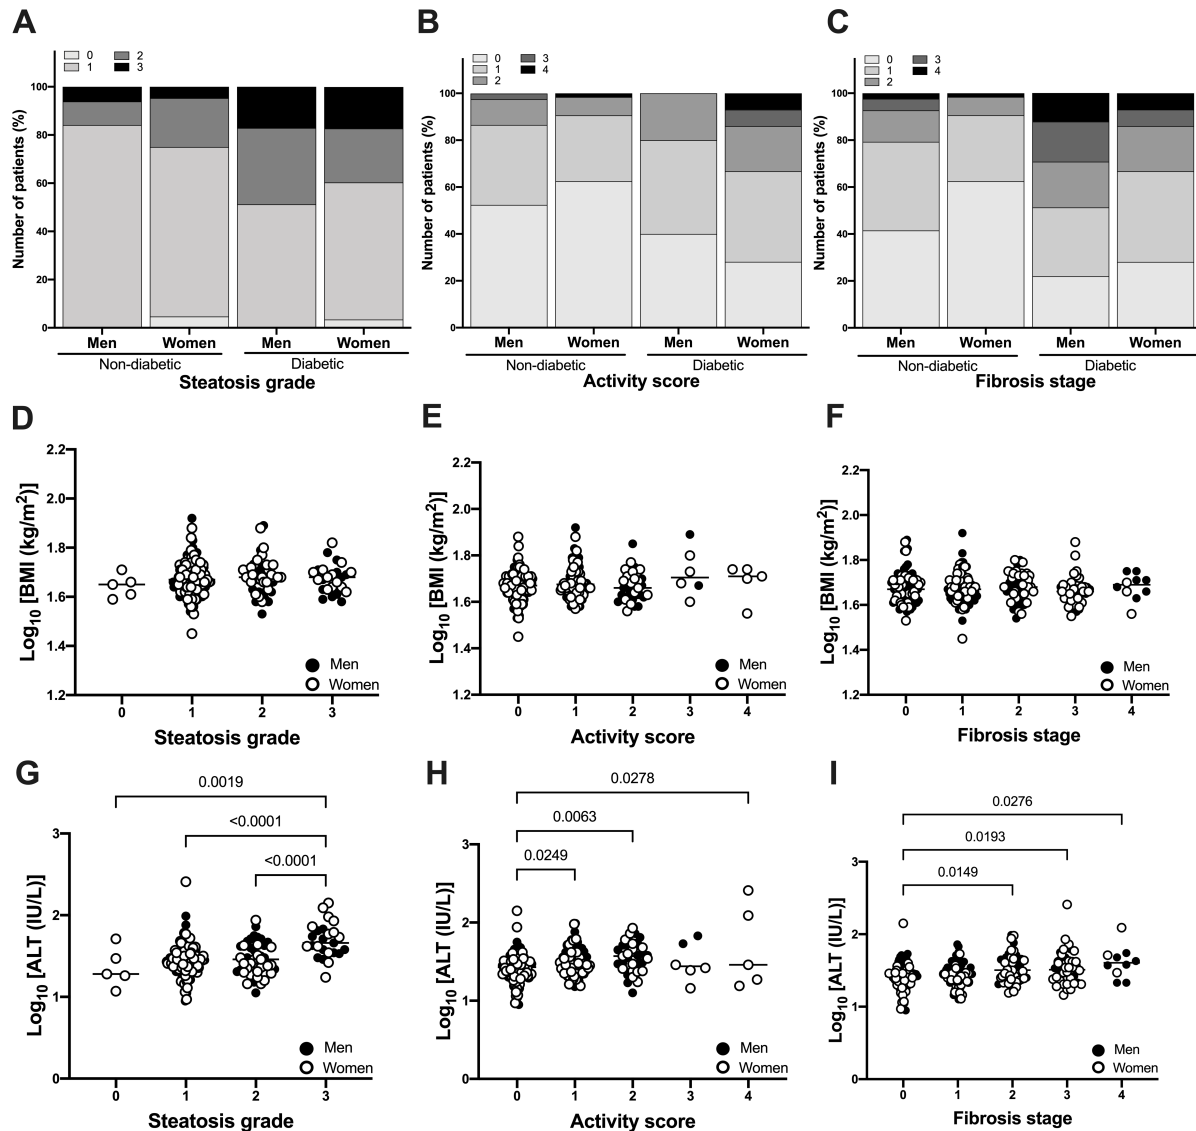 A
B
C
0
2
1
3
0
3
1
4
2
0
3
1
4
2
Number of patients (%)
100
80
60
40
20
0
Men Women Men Women
Non-diabetic Diabetic
Steatosis grade
Number of patients (%)
100
80
60
40
20
0
Men Women Men Women
Non-diabetic Diabetic
Activity score
Number of patients (%)
100
80
60
40
20
0
Men Women Men Women
Non-diabetic Diabetic
Fibrosis stage
D
Log10 [BMI (kg/m2)]
2.2
2.0
1.8
1.6
1.4
1.2
Men
Women
0 1 2 3
Steatosis grade
E
Log10 [BMI (kg/m2)]
2.2
2.0
1.8
1.6
1.4
1.2
Men
Women
0 1 2 3 4
Activity score
F
Log10 [BMI (kg/m2)]
2.2
2.0
1.8
1.6
1.4
1.2
Men
Women
0 1 2 3 4
Fibrosis stage
G
0.0019
<0.0001
<0.0001
Log10 [ALT (IU/L)]
3
2
1
0
Men
Women
0 1 2 3
Steatosis grade
H
0.0278
0.0063
0.0249
Log10 [ALT (IU/L)]
3
2
1
0
Men
Women
0 1 2 3 4
Activity score
I
0.0276
0.0193
0.0149
Log10 [ALT (IU/L)]
3
2
1
0
Men
Women
0 1 2 3 4
Fibrosis stage